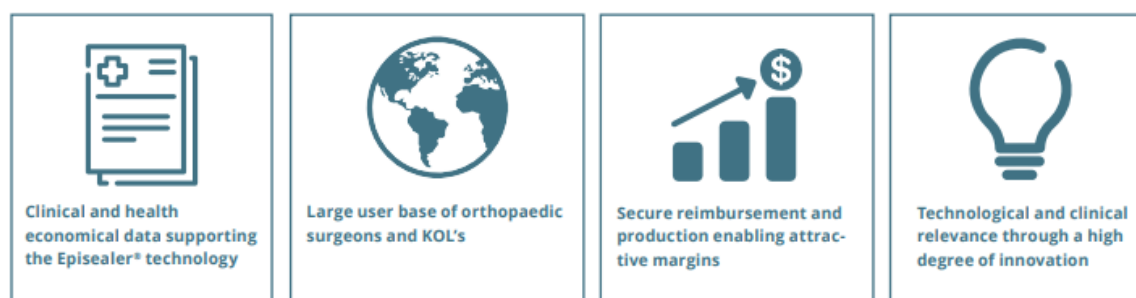 $
Clinical and health
economical data supporting
the Episealer® technology
Large user base of orthopaedic
surgeons and KOL's
Secure reimbursement and
production enabling attrac-
tive margins
Technological and clinical
relevance through a high
degree of innovation